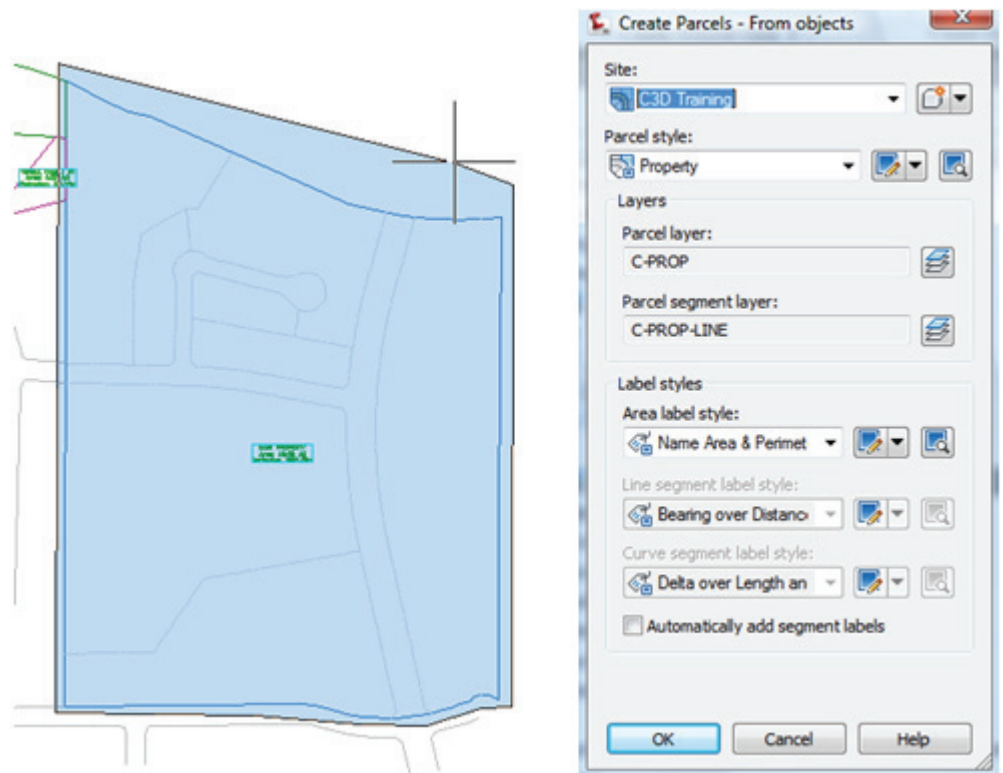 Create Parcels - From objects
Site:
C3D Training
Parcel style:
Property
Layers
Parcel layer:
C-PROP
Parcel segment layer:
C-PROP-LINE
Label styles
Area label style:
Name Area & Perimet
Line segment label style:
Bearing over Distanc
Curve segment label style:
Delta over Length an
Automatically add segment labels
OK
Cancel
Help